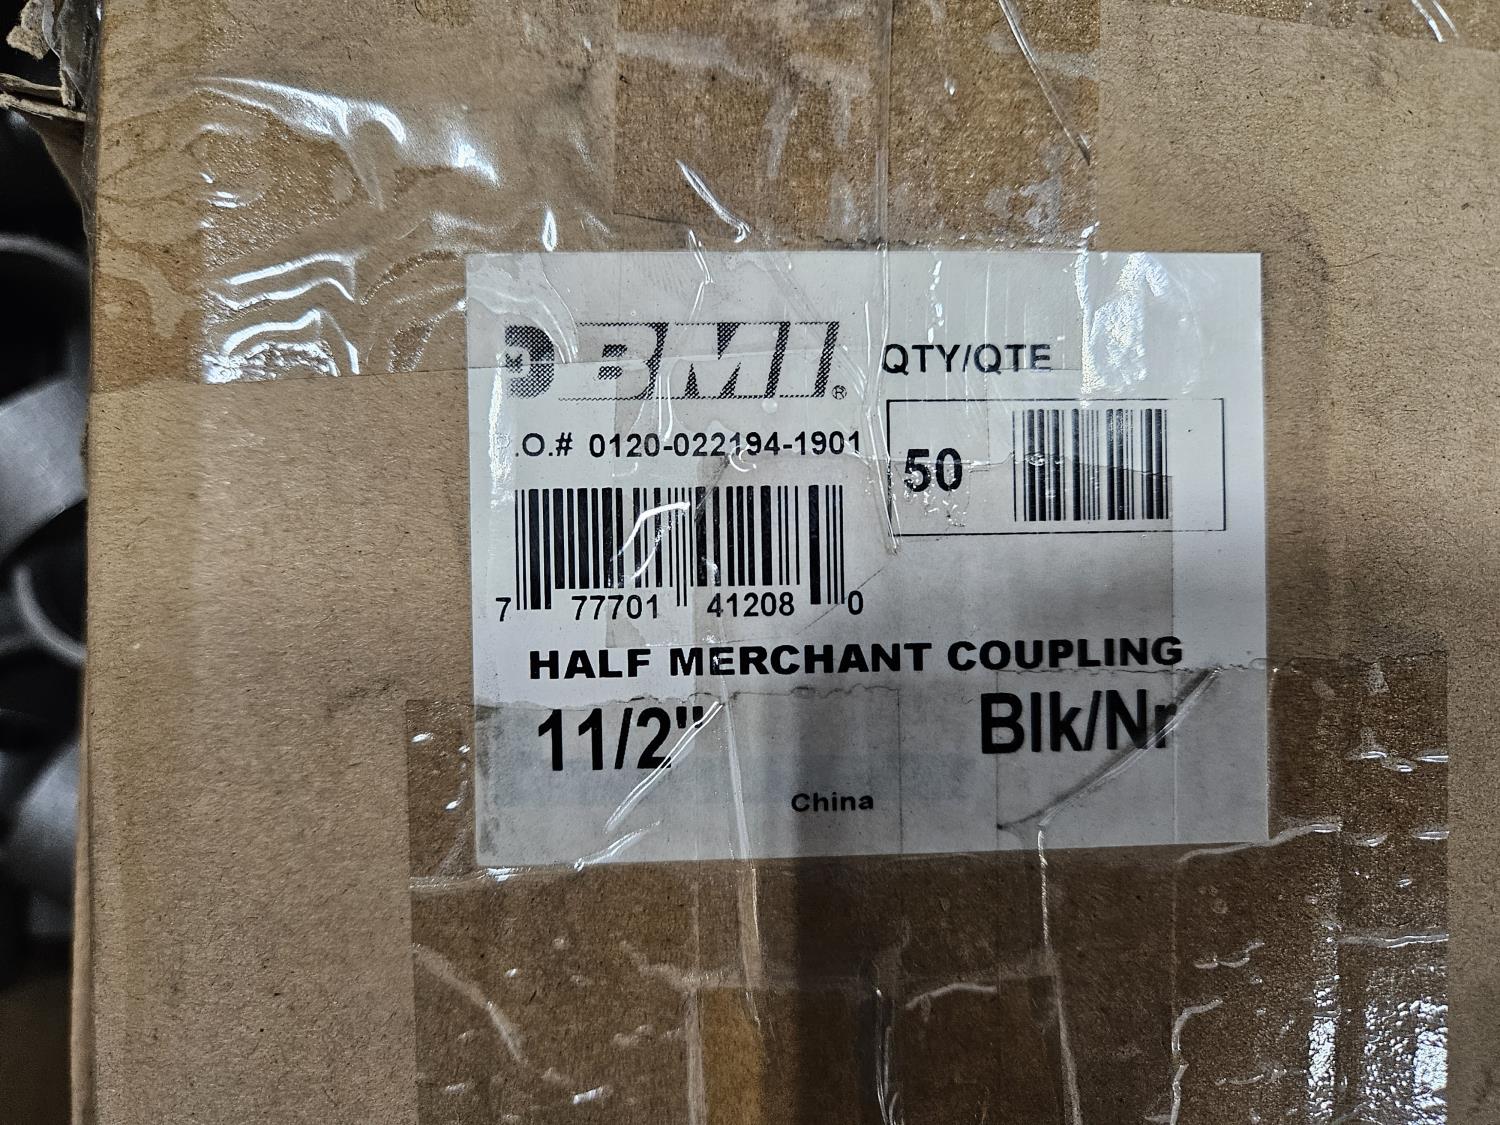 BMI®
QTY/QTE
P.O.# 0120-022194-1901
50
7 77701 41208 0
HALF MERCHANT COUPLING
11/2" Blk/Nr
China